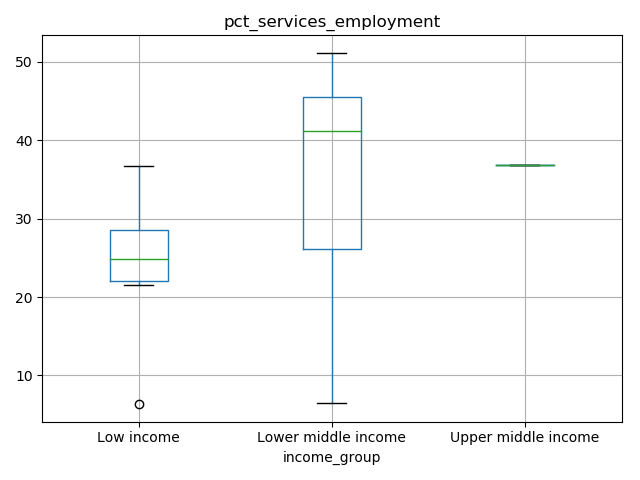 pct_services_employment
50
40
30
20
10
Low income
Lower middle income
Upper middle income
income_group